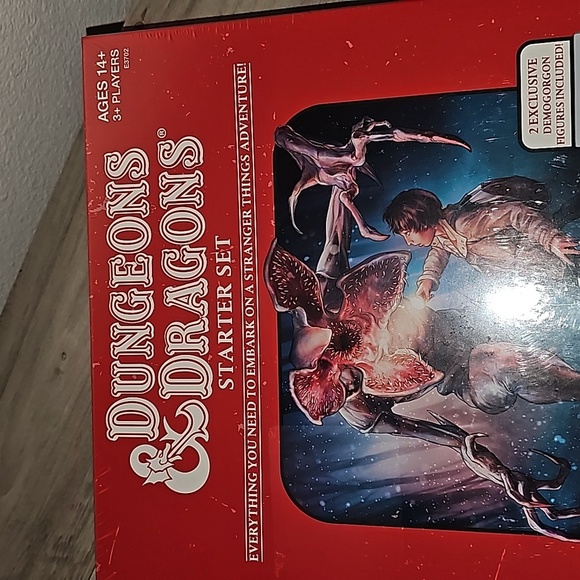 AGES 14+
3+ PLAYERS
E3702
DUNGEONS
& DRAGONS®
STARTER SET
EVERYTHING YOU NEED TO EMBARK ON A STRANGER THINGS ADVENTURE!
2 EXCLUSIVE
DEMOGORGON
FIGURES INCLUDED!